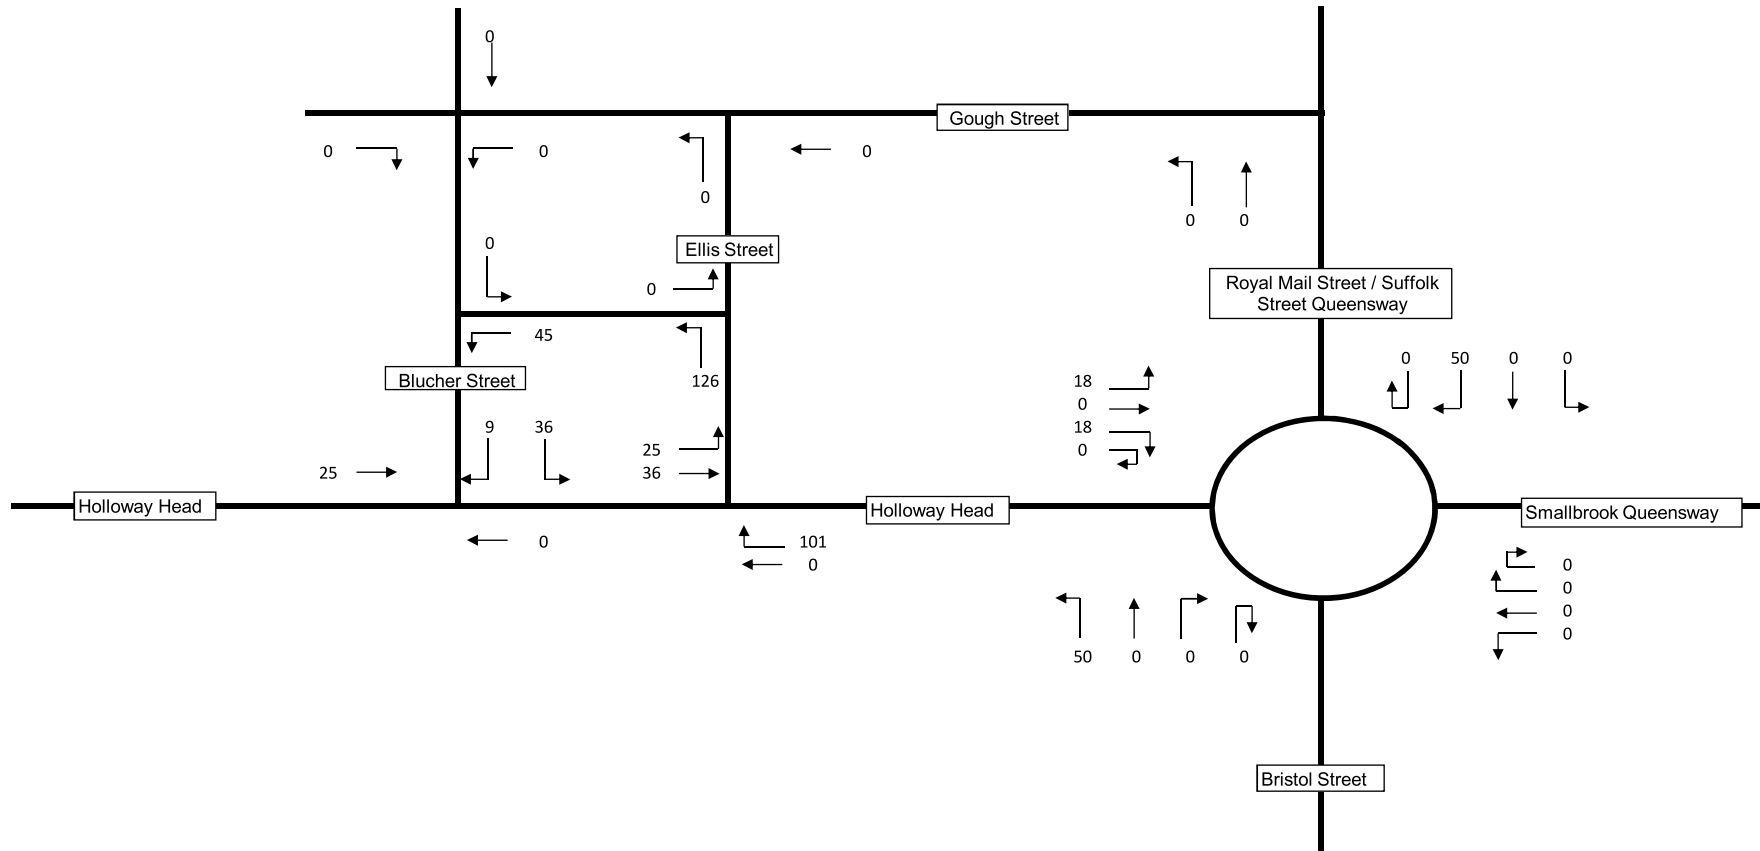 0
Gough Street
0
0
0
0
0
0
0
Ellis Street
0
0
Royal Mail Street / Suffolk
Street Queensway
45
126
Blucher Street
0 50 0 0
18
0
18
0
9 36
25
25
36
Holloway Head
Holloway Head
Smallbrook Queensway
0
101
0
0
0
0
0
50 0 0 0
Bristol Street